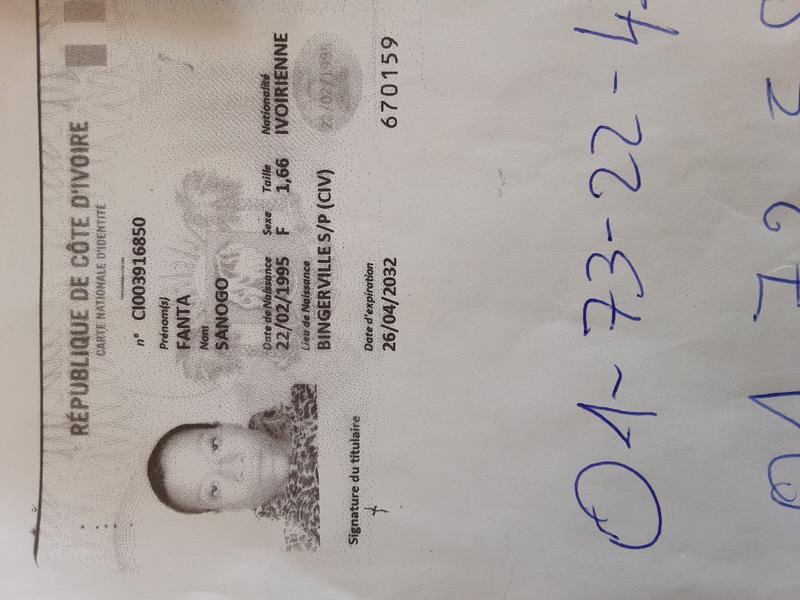 RÉPUBLIQUE DE CÔTE D'IVOIRE
CARTE NATIONALE D'IDENTITÉ
n° CI003916850
Prénom(s)
FANTA
Nom
SANOGO
Date de Naissance Sexe Taille Nationalité
22/02/1995 F 1,66 IVOIRIENNE
Lieu de Naissance
BINGERVILLE S/P (CIV)
Date d'expiration
26/04/2032 670159
Signature du titulaire
01-73-22-4